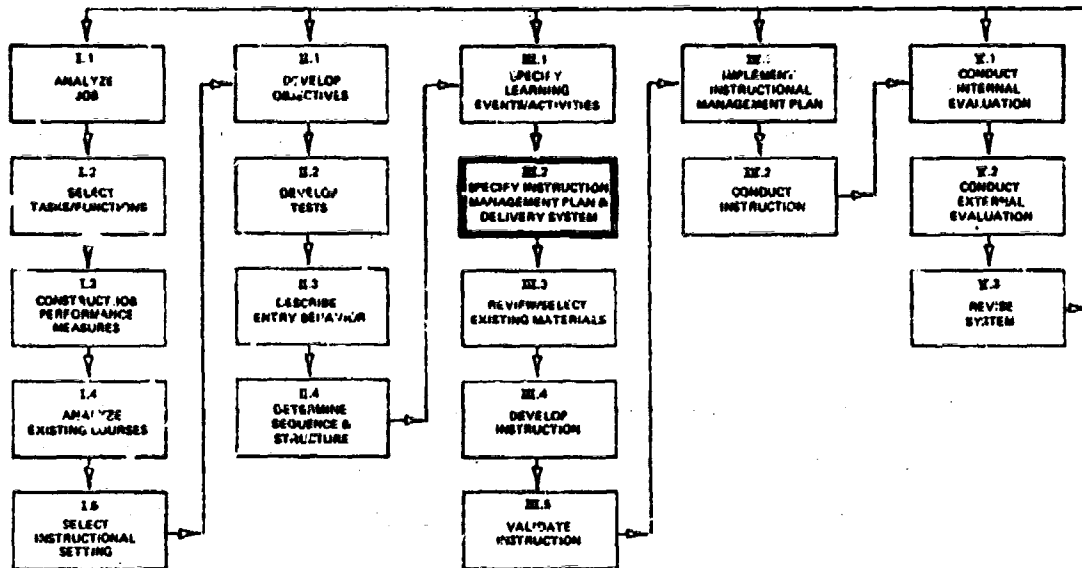 I.1
ANALYZE
JOB
I.2
SELECT
TASKS/FUNCTIONS
I.3
CONSTRUCT JOB
PERFORMANCE
MEASURES
I.4
ANALYZE
EXISTING COURSES
I.5
SELECT
INSTRUCTIONAL
SETTING
II.1
DEVELOP
OBJECTIVES
II.2
DEVELOP
TESTS
II.3
DESCRIBE
ENTRY BEHAVIOR
II.4
DETERMINE
SEQUENCE &
STRUCTURE
III.1
SPECIFY
LEARNING
EVENTS/ACTIVITIES
III.2
SPECIFY INSTRUCTION
MANAGEMENT PLAN &
DELIVERY SYSTEM
III.3
REVIEW/SELECT
EXISTING MATERIALS
III.4
DEVELOP
INSTRUCTION
III.5
VALIDATE
INSTRUCTION
IV.1
IMPLEMENT
INSTRUCTIONAL
MANAGEMENT PLAN
IV.2
CONDUCT
INSTRUCTION
V.1
CONDUCT
INTERNAL
EVALUATION
V.2
CONDUCT
EXTERNAL
EVALUATION
V.3
REVISE
SYSTEM